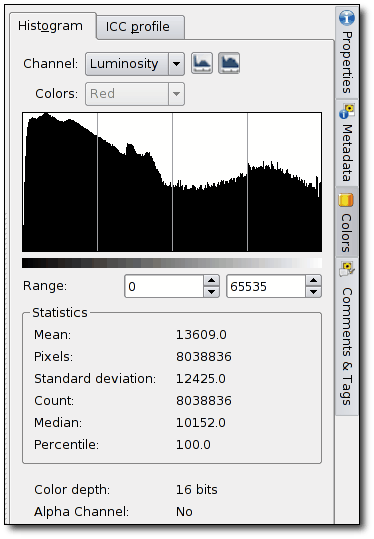 Histogram
ICC profile
Channel: Luminosity
Colors: Red
Range: 0 65535
Statistics
Mean: 13609.0
Pixels: 8038836
Standard deviation: 12425.0
Count: 8038836
Median: 10152.0
Percentile: 100.0
Color depth: 16 bits
Alpha Channel: No
Properties
Metadata
Colors
Comments & Tags